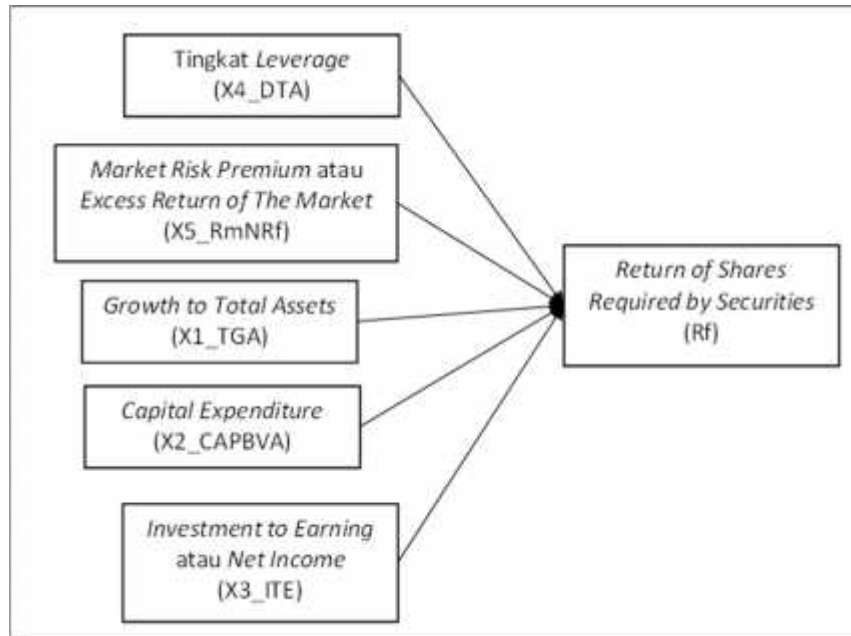 Tingkat Leverage
(X4_DTA)
Market Risk Premium atau
Excess Return of The Market
(X5_RmNRf)
Growth to Total Assets
(X1_TGA)
Capital Expenditure
(X2_CAPBVA)
Investment to Earning
atau Net Income
(X3_ITE)
Return of Shares
Required by Securities
(Rf)